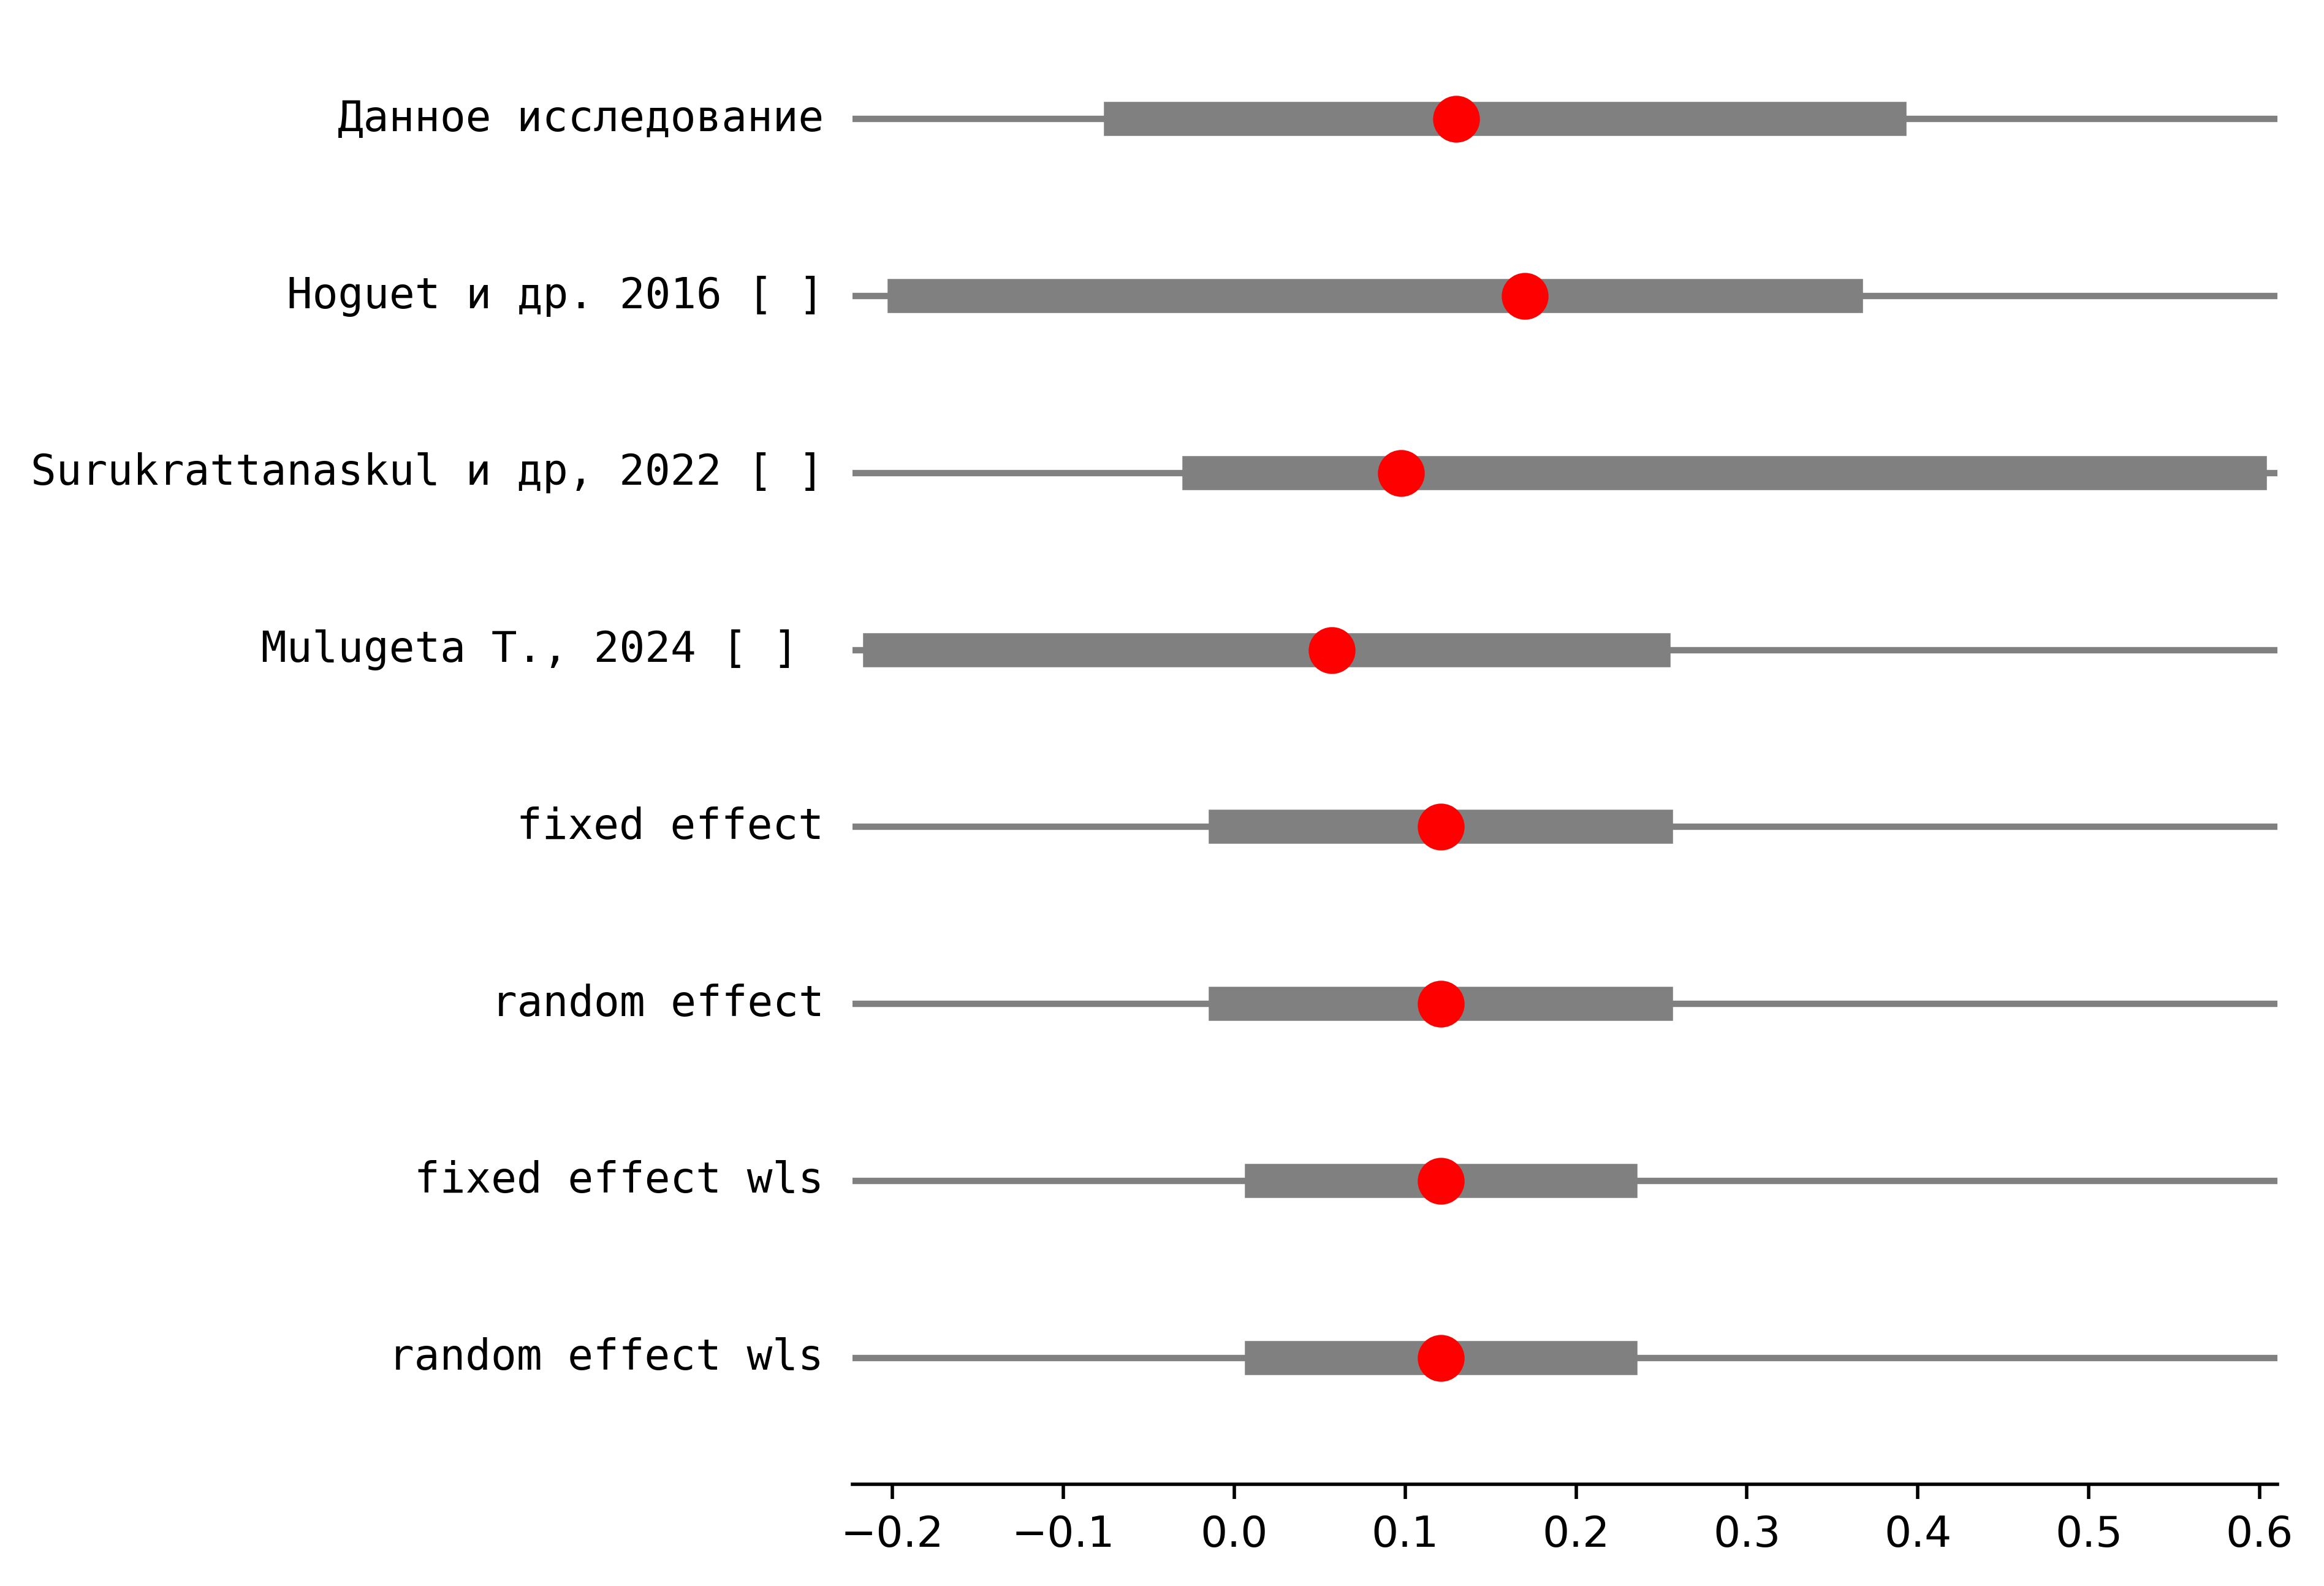 Данное исследование
Hoguet и др. 2016 [ ]
Surukrattanaskul и др, 2022 [ ]
Mulugeta T., 2024 [ ]
fixed effect
random effect
fixed effect wls
random effect wls
−0.2 −0.1 0.0 0.1 0.2 0.3 0.4 0.5 0.6